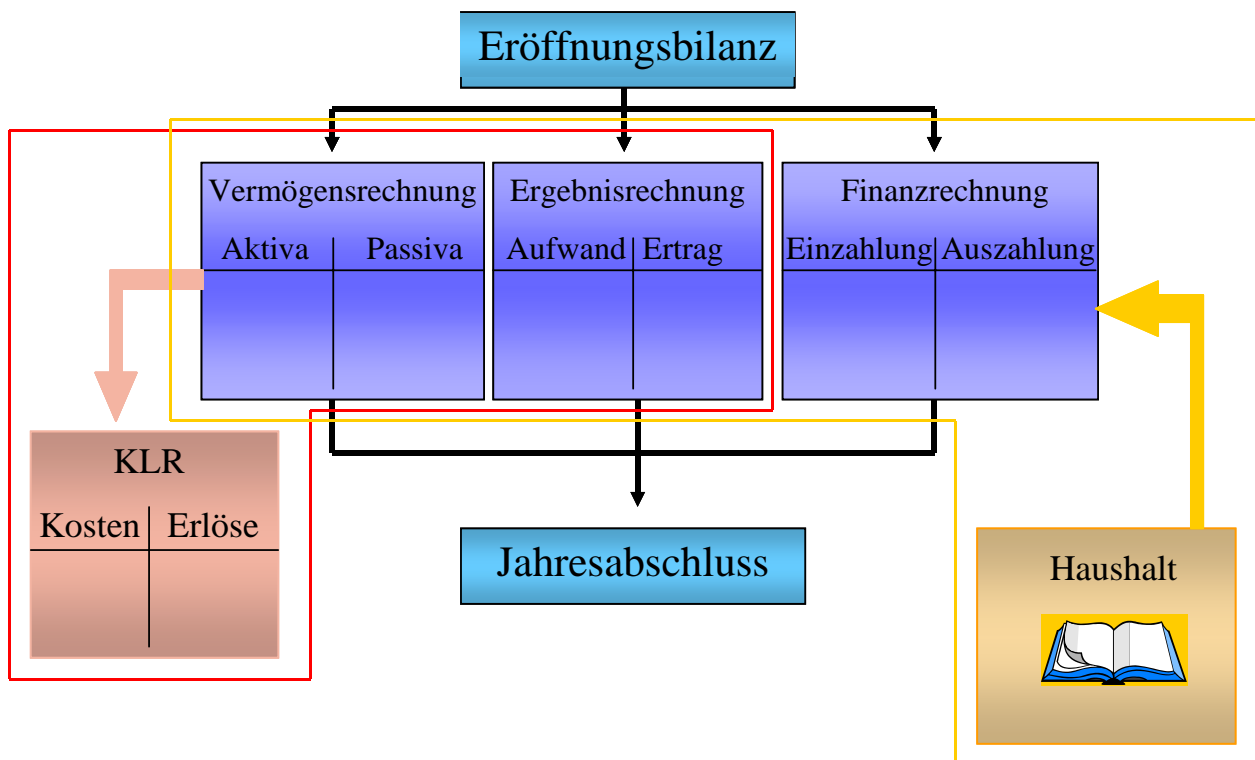 Eröffnungsbilanz
Vermögensrechnung
Aktiva Passiva
Ergebnisrechnung
Aufwand Ertrag
Finanzrechnung
Einzahlung Auszahlung
KLR
Kosten Erlöse
Jahresabschluss
Haushalt